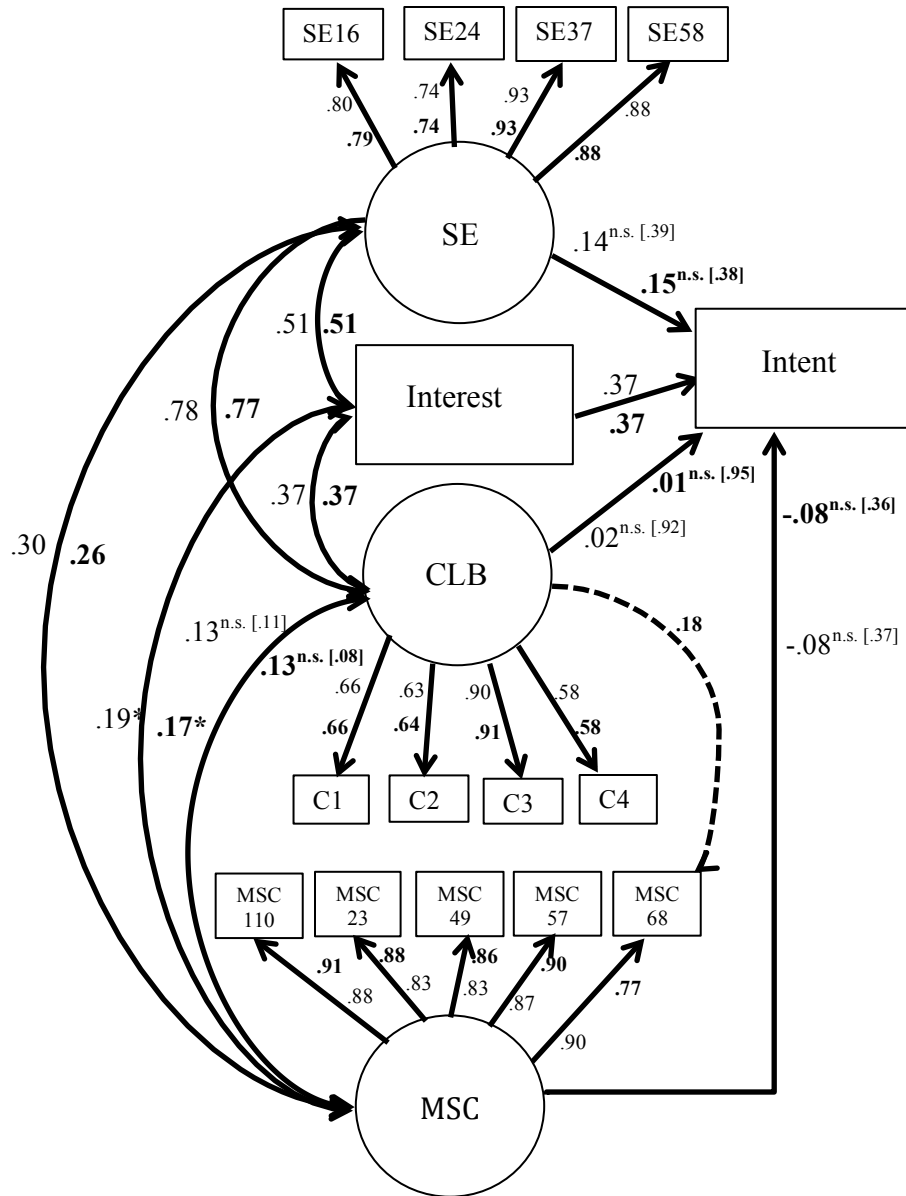 SE16
SE24
SE37
SE58
.80
.74
.93
.88
.79
.74
.93
.88
SE
.14n.s. [.39]
.15n.s. [.38]
.51
.51
Intent
Interest
.37
.37
.78
.77
.37
.37
.01n.s. [.95]
.02n.s. [.92]
-.08n.s. [.36]
-.08n.s. [.37]
CLB
.30
.26
.13n.s. [.11]
.13n.s. [.08]
.18
.19*
.17*
.66
.63
.90
.58
.66
.64
.91
.58
C1
C2
C3
C4
MSC
110
MSC
23
MSC
49
MSC
57
MSC
68
.91
.88
.86
.90
.77
.88
.83
.83
.87
.90
MSC